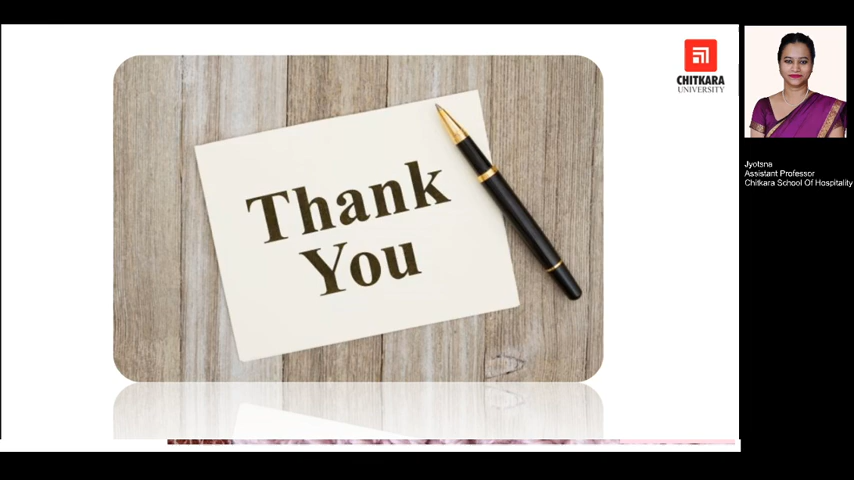 Thank
You
CHITKARA
UNIVERSITY
Jyotsna
Assistant Professor
Chitkara School Of Hospitality